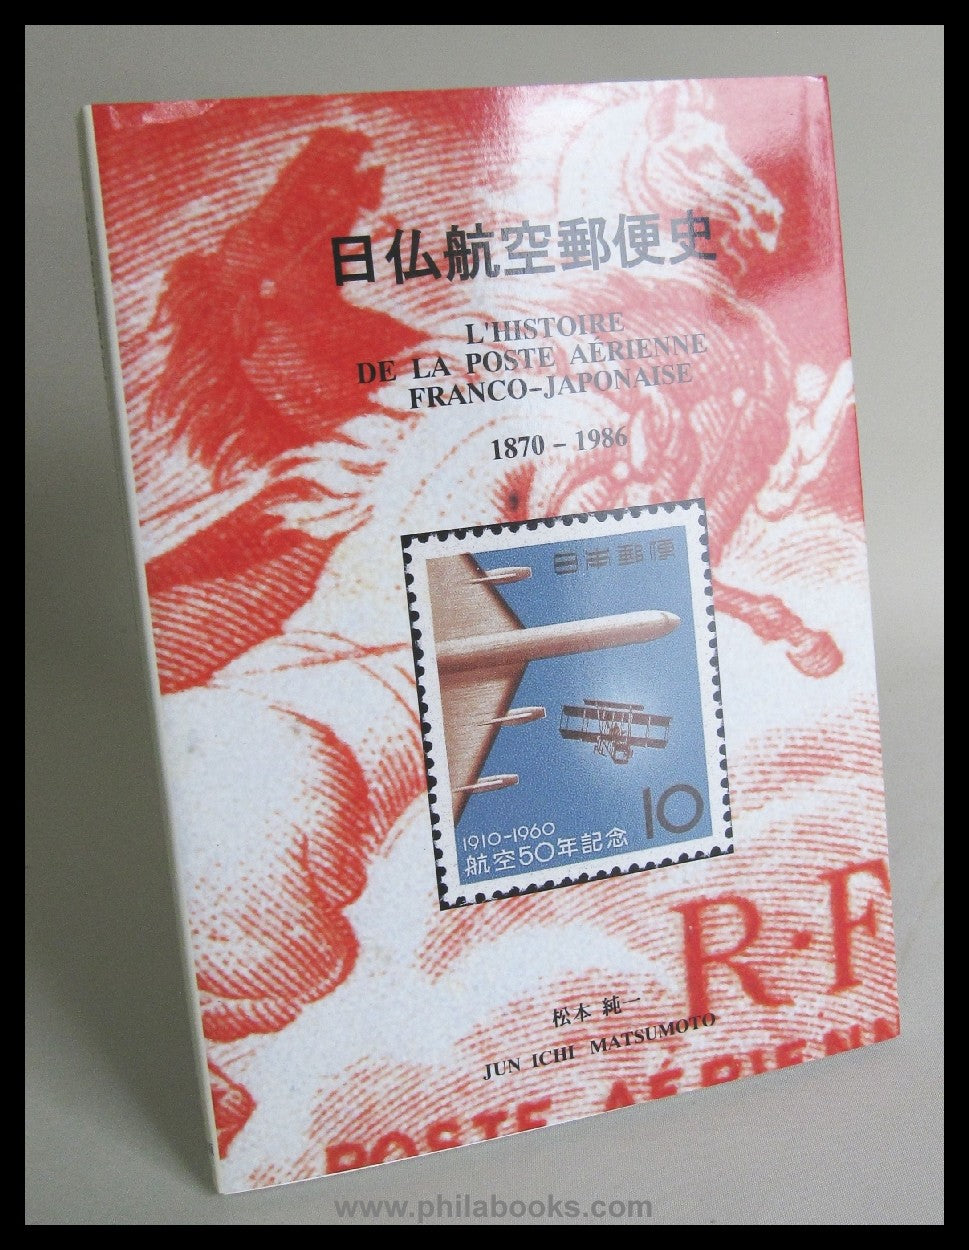 日仏航空郵便史
L'HISTOIRE
DE LA POSTE AÉRIENNE
FRANCO-JAPONAISE
1870 - 1986
日本郵便
10
1910-1960
航空50年記念
R·F
松本 純一
JUN ICHI MATSUMOTO
POSTE AÉRIENN
www.philabooks.com